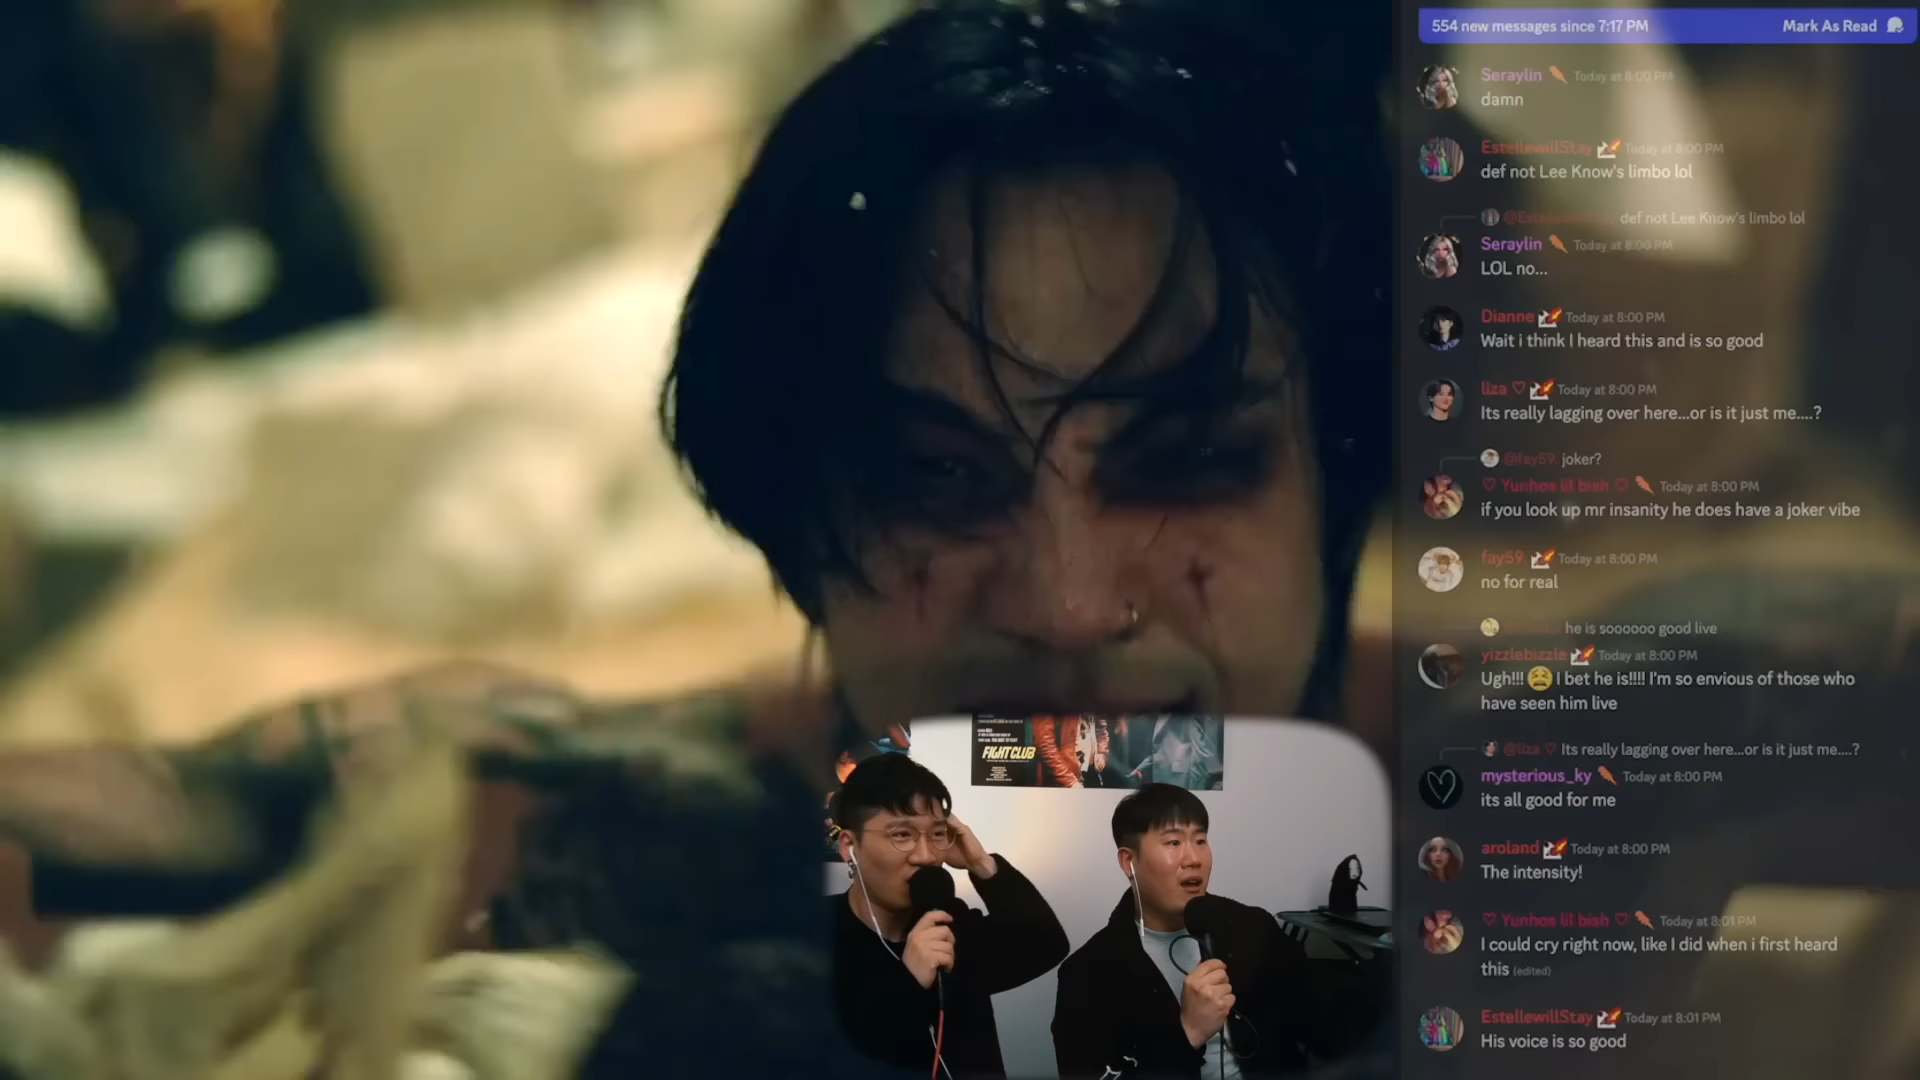 554 new messages since 7:17 PM
Mark As Read
Seraylin Today at 8:00 PM
damn
EstellewillStay Today at 8:00 PM
def not Lee Know's limbo lol
def not Lee Know's limbo lol
Seraylin Today at 8:00 PM
LOL no...
Dianne Today at 8:00 PM
Wait i think I heard this and is so good
liza ♡ Today at 8:00 PM
Its really lagging over here...or is it just me....?
@fay59. joker?
♡ Yunhos lil bish ♡ Today at 8:00 PM
if you look up mr insanity he does have a joker vibe
fay59. Today at 8:00 PM
no for real
he is soooooo good live
yizzlebizzle Today at 8:00 PM
Ugh!!! 😫 I bet he is!!!! I'm so envious of those who
have seen him live
@liza ♡ Its really lagging over here...or is it just me....?
mysterious_ky Today at 8:00 PM
its all good for me
aroland Today at 8:00 PM
The intensity!
♡ Yunhos lil bish ♡ Today at 8:01 PM
I could cry right now, like I did when i first heard
this (edited)
EstellewillStay Today at 8:01 PM
His voice is so good
FIGHT CLUB